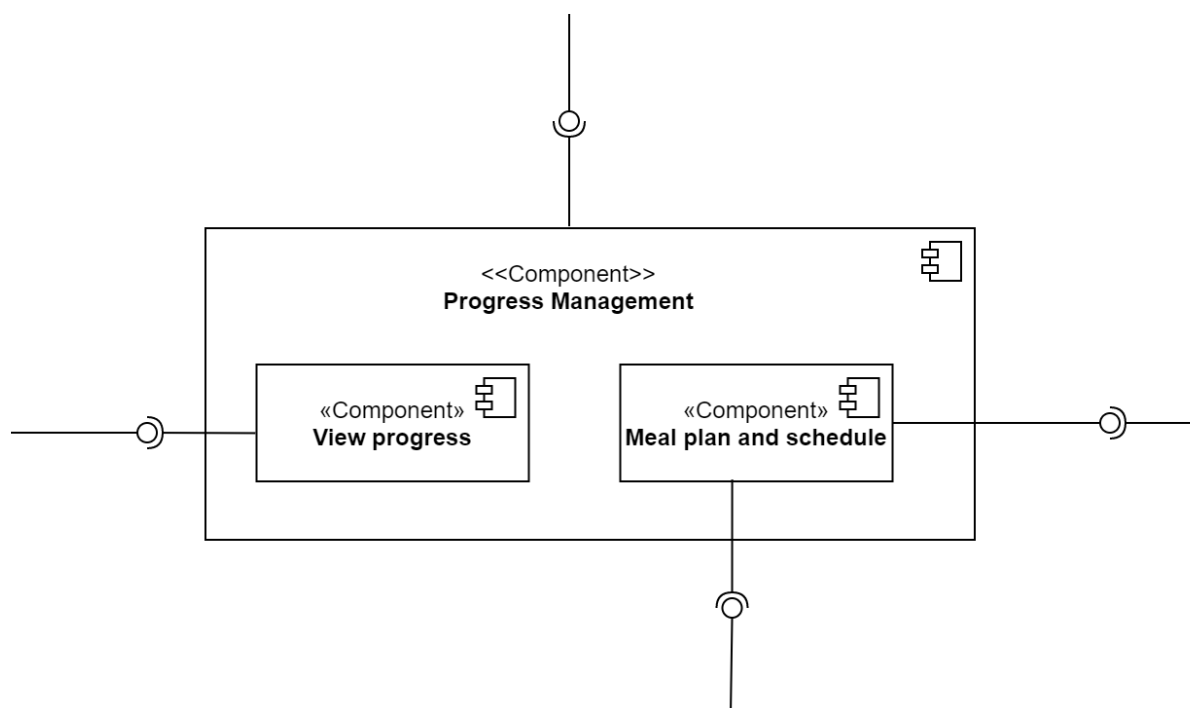 <<Component>>
Progress Management
«Component»
View progress
«Component»
Meal plan and schedule